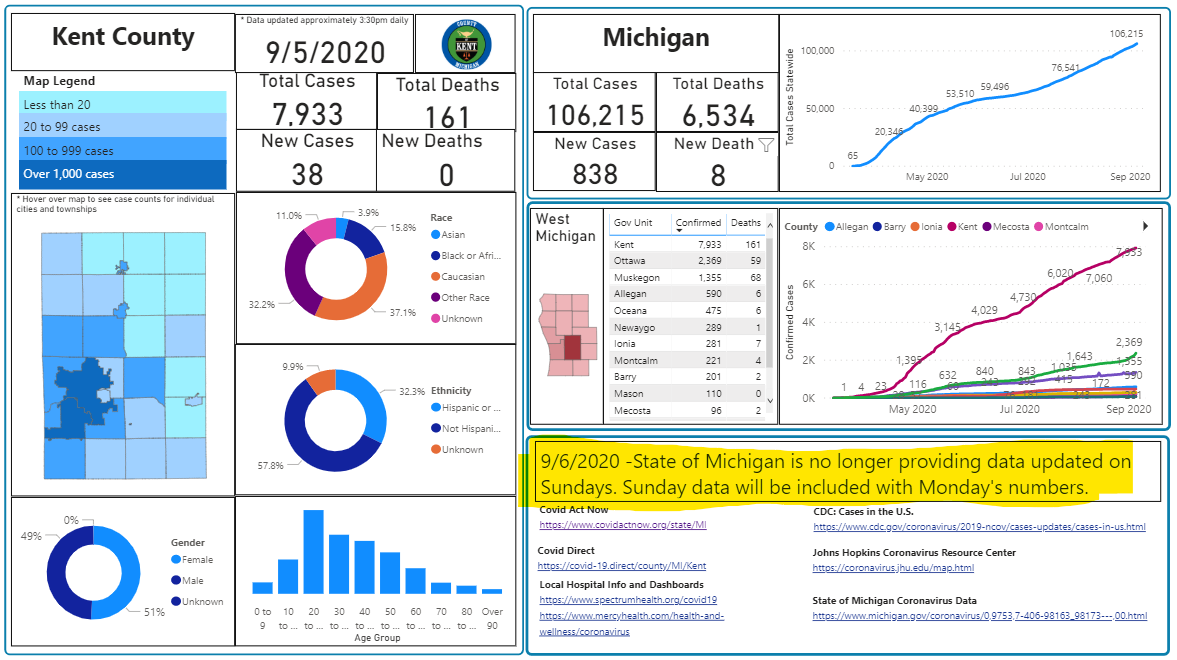 Kent County
* Data updated approximately 3:30pm daily
9/5/2020
COUNTY
KENT
MICHIGAN
Map Legend
Less than 20
20 to 99 cases
100 to 999 cases
Over 1,000 cases
Total Cases
7,933
Total Deaths
161
New Cases
38
New Deaths
0
* Hover over map to see case counts for individual
cities and townships
11.0%
3.9%
15.8%
37.1%
32.2%
Race
Asian
Black or Afri...
Caucasian
Other Race
Unknown
9.9%
32.3%
57.8%
Ethnicity
Hispanic or ...
Not Hispani...
Unknown
0%
49%
51%
Gender
Female
Male
Unknown
0 to 10 20 30 40 50 60 70 80 Over
9 to ... to ... to ... to ... to ... to ... to ... to ... 90
Age Group
Michigan
Total Cases
106,215
Total Deaths
6,534
New Cases
838
New Death
8
Total Cases Statewide
100,000
50,000
0
65
20,346
40,399
53,510
59,496
76,541
106,215
May 2020 Jul 2020 Sep 2020
West
Michigan
Gov Unit Confirmed Deaths
Kent 7,933 161
Ottawa 2,369 59
Muskegon 1,355 68
Allegan 590 6
Oceana 475 6
Newaygo 289 1
Ionia 281 7
Montcalm 221 4
Barry 201 2
Mason 110 0
Mecosta 96 2
County Allegan Barry Ionia Kent Mecosta Montcalm
Confirmed Cases
8K
6K
4K
2K
0K
7,933
7,060
6,020
4,730
4,029
3,145
1,395
2,369
1,643
1,035
843
840
632
1,355
590
1 4 23 116
415 172
May 2020 Jul 2020 Sep 2020
9/6/2020 -State of Michigan is no longer providing data updated on
Sundays. Sunday data will be included with Monday's numbers.
Covid Act Now
https://www.covidactnow.org/state/MI
Covid Direct
https://covid-19.direct/county/MI/Kent
Local Hospital Info and Dashboards
https://www.spectrumhealth.org/covid19
https://www.mercyhealth.com/health-and-
wellness/coronavirus
CDC: Cases in the U.S.
https://www.cdc.gov/coronavirus/2019-ncov/cases-updates/cases-in-us.html
Johns Hopkins Coronavirus Resource Center
https://coronavirus.jhu.edu/map.html
State of Michigan Coronavirus Data
https://www.michigan.gov/coronavirus/0,9753,7-406-98163_98173---,00.html